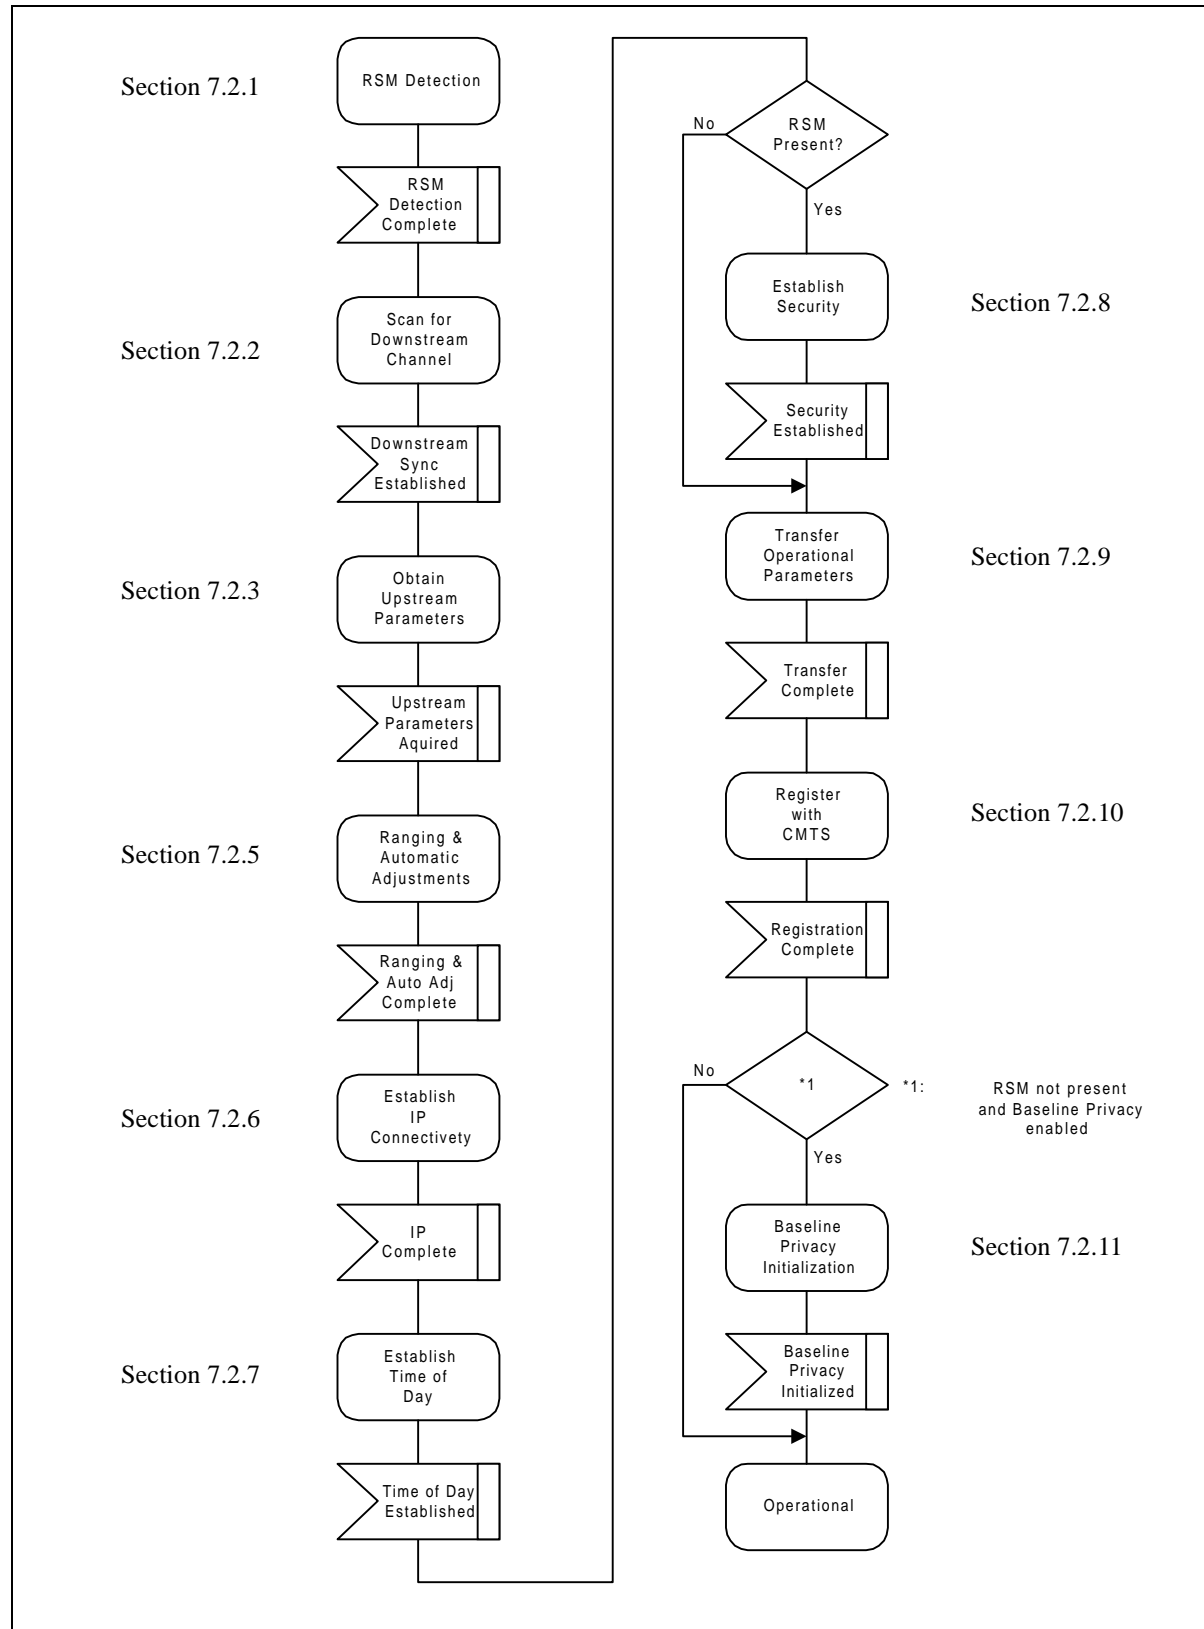 Section 7.2.1
RSM Detection
RSM
Detection
Complete
Section 7.2.2
Scan for
Downstream
Channel
Downstream
Sync
Established
Section 7.2.3
Obtain
Upstream
Parameters
Upstream
Parameters
Aquired
Section 7.2.5
Ranging &
Automatic
Adjustments
Ranging &
Auto Adj
Complete
Section 7.2.6
Establish
IP
Connectivety
IP
Complete
Section 7.2.7
Establish
Time of
Day
Time of Day
Established
RSM
Present?
No
Yes
Establish
Security
Section 7.2.8
Security
Established
Transfer
Operational
Parameters
Section 7.2.9
Transfer
Complete
Register
with
CMTS
Section 7.2.10
Registration
Complete
No
*1
*1:
RSM not present
and Baseline Privacy
enabled
Yes
Baseline
Privacy
Initialization
Section 7.2.11
Baseline
Privacy
Initialized
Operational